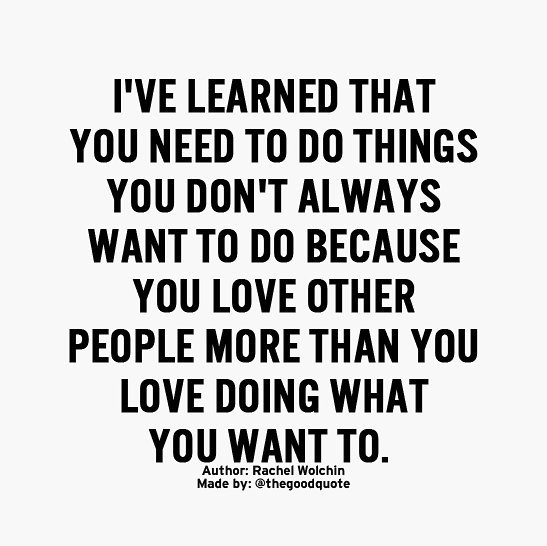 I'VE LEARNED THAT
YOU NEED TO DO THINGS
YOU DON'T ALWAYS
WANT TO DO BECAUSE
YOU LOVE OTHER
PEOPLE MORE THAN YOU
LOVE DOING WHAT
YOU WANT TO.
Author: Rachel Wolchin
Made by: @thegoodquote